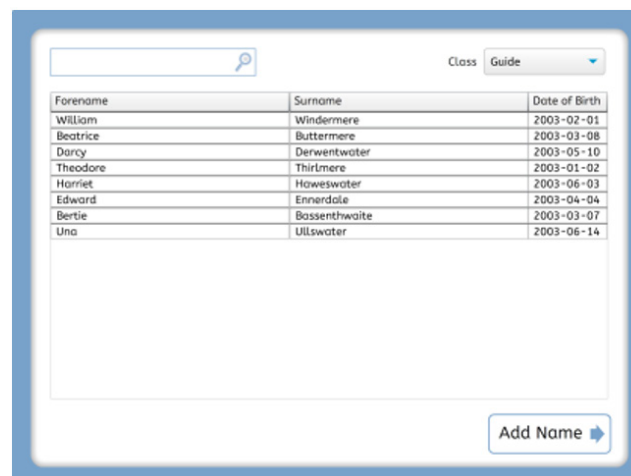 Class Guide
Forename Surname Date of Birth
William Windermere 2003-02-01
Beatrice Buttermere 2003-03-08
Darcy Derwentwater 2003-05-10
Theodore Thirlmere 2003-01-02
Harriet Haweswater 2003-06-03
Edward Ennerdale 2003-04-04
Bertie Bassenthwaite 2003-03-07
Una Ullswater 2003-06-14
Add Name